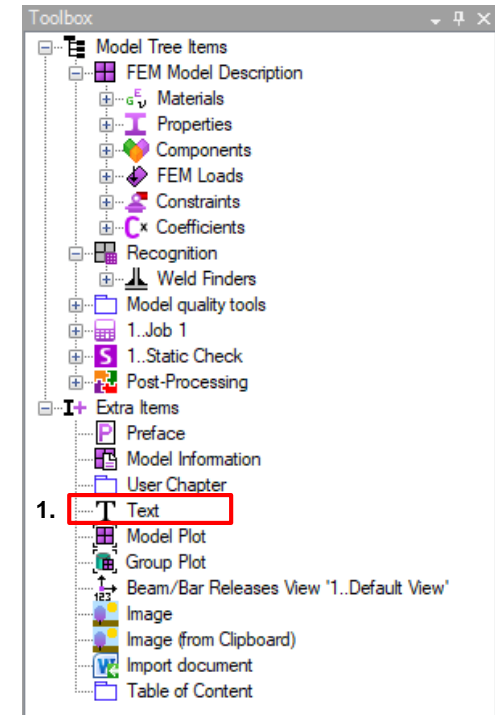 Toolbox
Model Tree Items
FEM Model Description
Materials
Properties
Components
FEM Loads
Constraints
Coefficients
Recognition
Weld Finders
Model quality tools
1..Job 1
1..Static Check
Post-Processing
Extra Items
Preface
Model Information
User Chapter
1. Text
Model Plot
Group Plot
Beam/Bar Releases View '1..Default View'
Image
Image (from Clipboard)
Import document
Table of Content